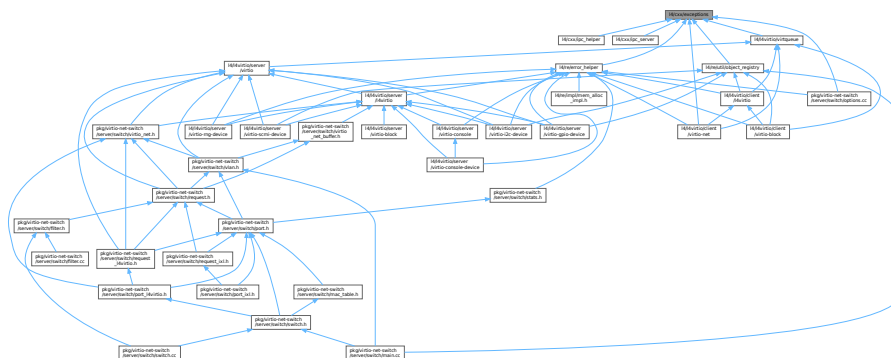 l4/cxx/exceptions
l4/cxx/ipc_helper
l4/cxx/ipc_server
l4/l4virtio/virtqueue
l4/l4virtio/server
/virtio
l4/re/error_helper
l4/re/util/object_registry
l4/l4virtio/server
/l4virtio
l4/re/impl/mem_alloc
_impl.h
l4/l4virtio/client
/l4virtio
pkg/virtio-net-switch
/server/switch/options.cc
pkg/virtio-net-switch
/server/switch/virtio_net.h
l4/l4virtio/server
/virtio-rng-device
l4/l4virtio/server
/virtio-scmi-device
pkg/virtio-net-switch
/server/switch/virtio
_net_buffer.h
l4/l4virtio/server
/virtio-block
l4/l4virtio/server
/virtio-console
l4/l4virtio/server
/virtio-i2c-device
l4/l4virtio/server
/virtio-gpio-device
l4/l4virtio/client
/virtio-net
l4/l4virtio/client
/virtio-block
pkg/virtio-net-switch
/server/switch/vlan.h
l4/l4virtio/server
/virtio-console-device
pkg/virtio-net-switch
/server/switch/request.h
pkg/virtio-net-switch
/server/switch/stats.h
pkg/virtio-net-switch
/server/switch/filter.h
pkg/virtio-net-switch
/server/switch/port.h
pkg/virtio-net-switch
/server/switch/filter.cc
pkg/virtio-net-switch
/server/switch/request
_l4virtio.h
pkg/virtio-net-switch
/server/switch/request_ixl.h
pkg/virtio-net-switch
/server/switch/port_l4virtio.h
pkg/virtio-net-switch
/server/switch/port_ixl.h
pkg/virtio-net-switch
/server/switch/mac_table.h
pkg/virtio-net-switch
/server/switch/switch.h
pkg/virtio-net-switch
/server/switch/switch.cc
pkg/virtio-net-switch
/server/switch/main.cc